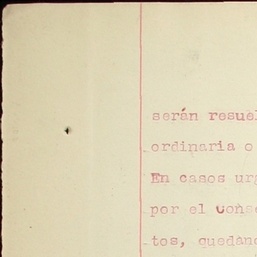 serán resuel
ordinaria o
En casos urg
por el conse
tos, quedand